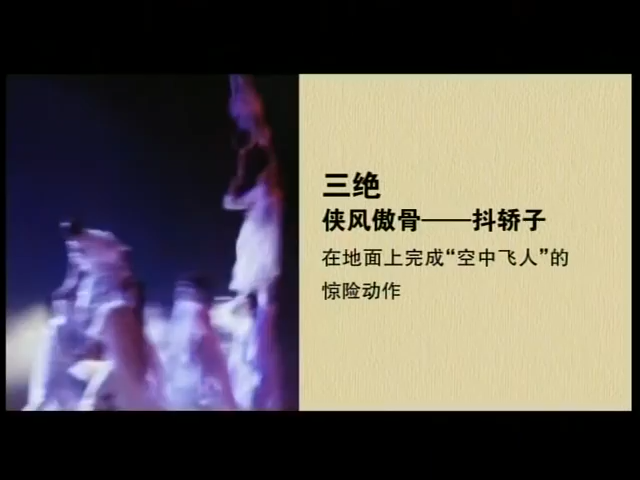 三绝
侠风傲骨——抖轿子
在地面上完成“空中飞人”的
惊险动作